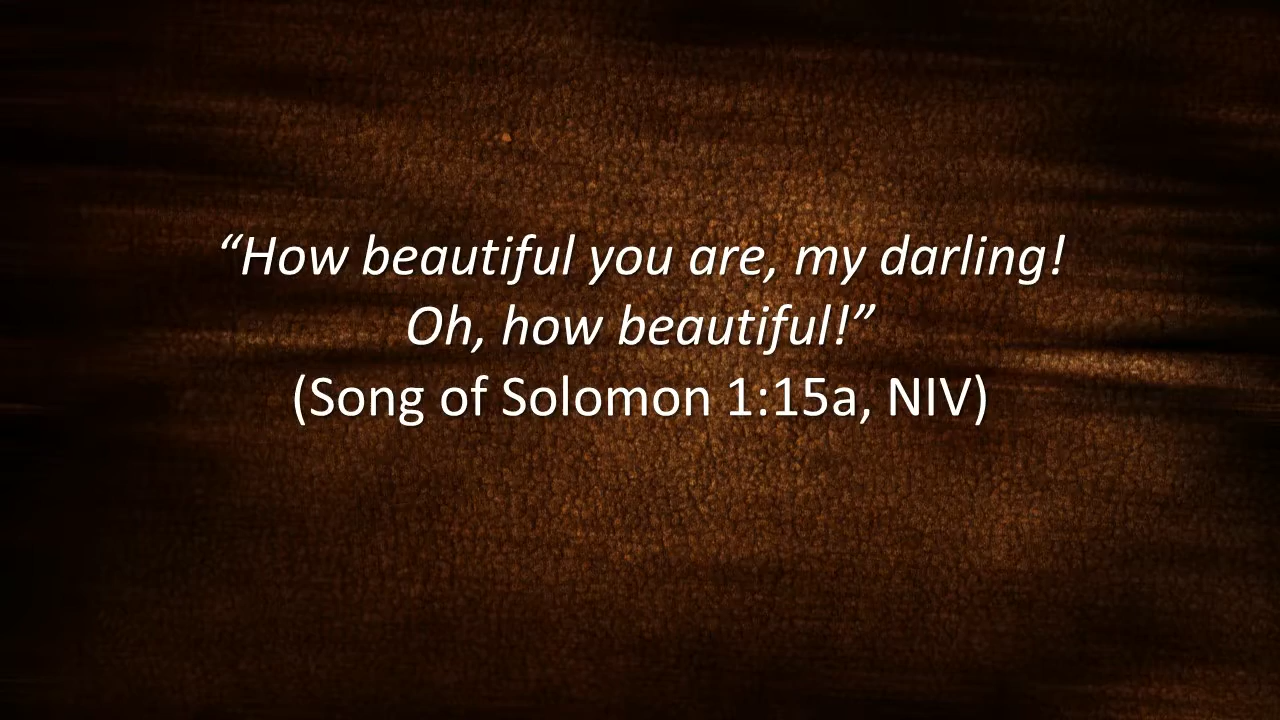 “How beautiful you are, my darling!
Oh, how beautiful!”
(Song of Solomon 1:15a, NIV)